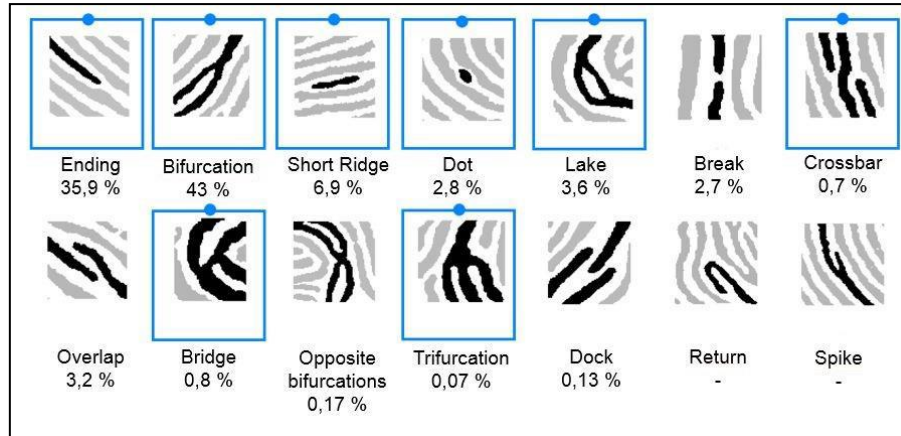 Ending Bifurcation Short Ridge Dot Lake Break Crossbar
35,9 % 43 % 6,9 % 2,8 % 3,6 % 2,7 % 0,7 %
Overlap Bridge Opposite bifurcations Trifurcation Dock Return Spike
3,2 % 0,8 % 0,17 % 0,07 % 0,13 % - -